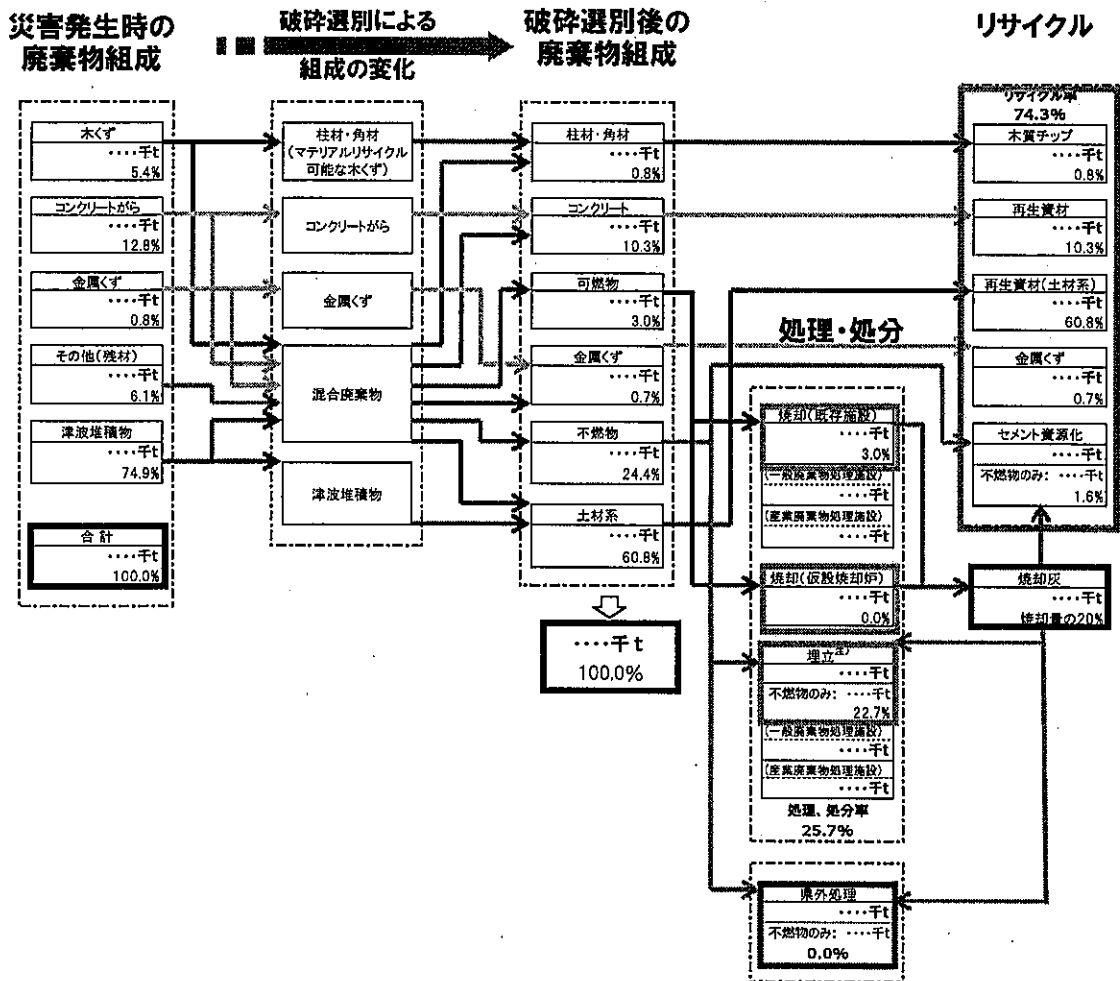 災害発生時の
廃棄物組成
破砕選別による
組成の変化
破砕選別後の
廃棄物組成
リサイクル
木くず
‥‥千t
5.4%
コンクリートがら
‥‥千t
12.8%
金属くず
‥‥千t
0.8%
その他(残材)
‥‥千t
6.1%
津波堆積物
‥‥千t
74.9%
合計
‥‥千t
100.0%
柱材・角材
(マテリアルリサイクル
可能な木くず)
コンクリートがら
金属くず
混合廃棄物
津波堆積物
柱材・角材
‥‥千t
0.8%
コンクリート
‥‥千t
10.3%
可燃物
‥‥千t
3.0%
金属くず
‥‥千t
0.7%
不燃物
‥‥千t
24.4%
土材系
‥‥千t
60.8%
‥‥千t
100.0%
処理・処分
焼却(既存施設)
‥‥千t
3.0%
(一般廃棄物処理施設)
‥‥千t
(産業廃棄物処理施設)
‥‥千t
焼却(仮設焼却炉)
‥‥千t
0.0%
埋立注)
‥‥千t
不燃物のみ: ‥‥千t
22.7%
(一般廃棄物処理施設)
‥‥千t
(産業廃棄物処理施設)
‥‥千t
処理、処分率
25.7%
県外処理
‥‥千t
不燃物のみ: ‥‥千t
0.0%
リサイクル率
74.3%
木質チップ
‥‥千t
0.8%
再生資材
‥‥千t
10.3%
再生資材(土材系)
‥‥千t
60.8%
金属くず
‥‥千t
0.7%
セメント資源化
‥‥千t
不燃物のみ: ‥‥千t
1.6%
焼却灰
‥‥千t
焼却量の20%